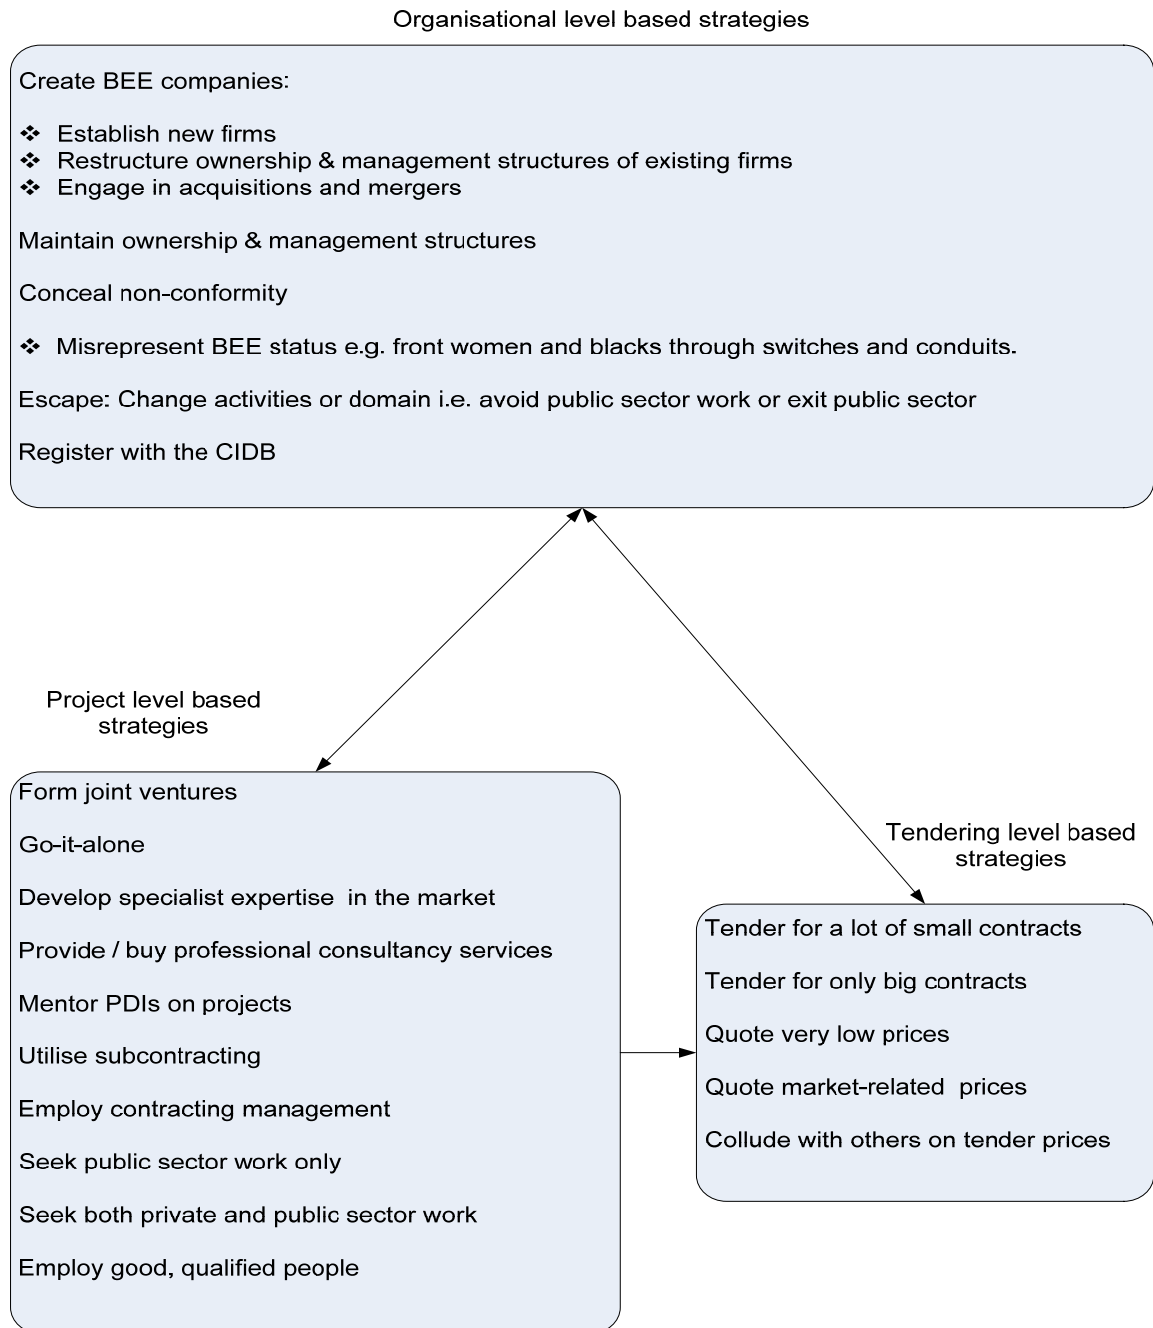 Organisational level based strategies
Create BEE companies:
❖ Establish new firms
❖ Restructure ownership & management structures of existing firms
❖ Engage in acquisitions and mergers
Maintain ownership & management structures
Conceal non-conformity
❖ Misrepresent BEE status e.g. front women and blacks through switches and conduits.
Escape: Change activities or domain i.e. avoid public sector work or exit public sector
Register with the CIDB
Project level based
strategies
Form joint ventures
Go-it-alone
Develop specialist expertise in the market
Provide / buy professional consultancy services
Mentor PDIs on projects
Utilise subcontracting
Employ contracting management
Seek public sector work only
Seek both private and public sector work
Employ good, qualified people
Tendering level based
strategies
Tender for a lot of small contracts
Tender for only big contracts
Quote very low prices
Quote market-related prices
Collude with others on tender prices